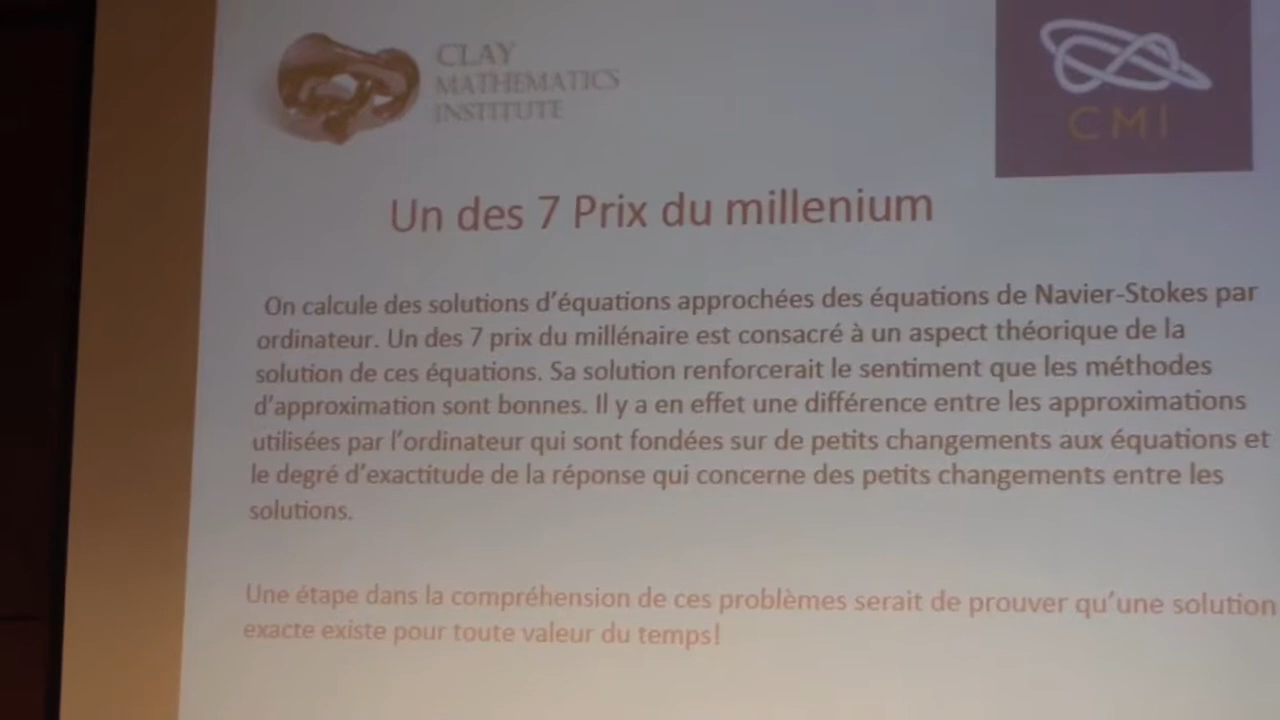 CLAY
MATHEMATICS
INSTITUTE
CMI
Un des 7 Prix du millenium
On calcule des solutions d'équations approchées des équations de Navier-Stokes par
ordinateur. Un des 7 prix du millénaire est consacré à un aspect théorique de la
solution de ces équations. Sa solution renforcerait le sentiment que les méthodes
d'approximation sont bonnes. Il y a en effet une différence entre les approximations
utilisées par l'ordinateur qui sont fondées sur de petits changements aux équations et
le degré d'exactitude de la réponse qui concerne des petits changements entre les
solutions.
Une étape dans la compréhension de ces problèmes serait de prouver qu'une solution
exacte existe pour toute valeur du temps!